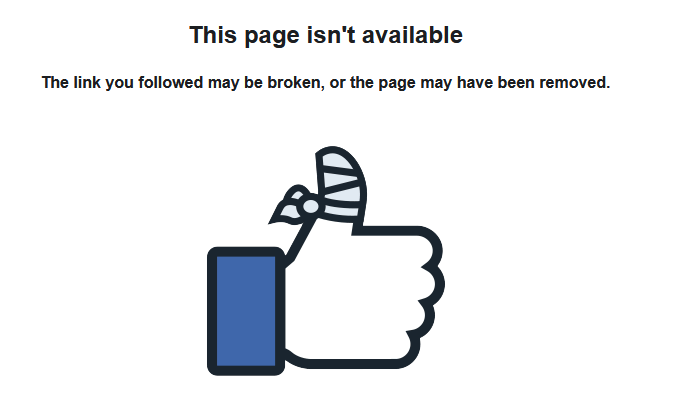 This page isn't available
The link you followed may be broken, or the page may have been removed.